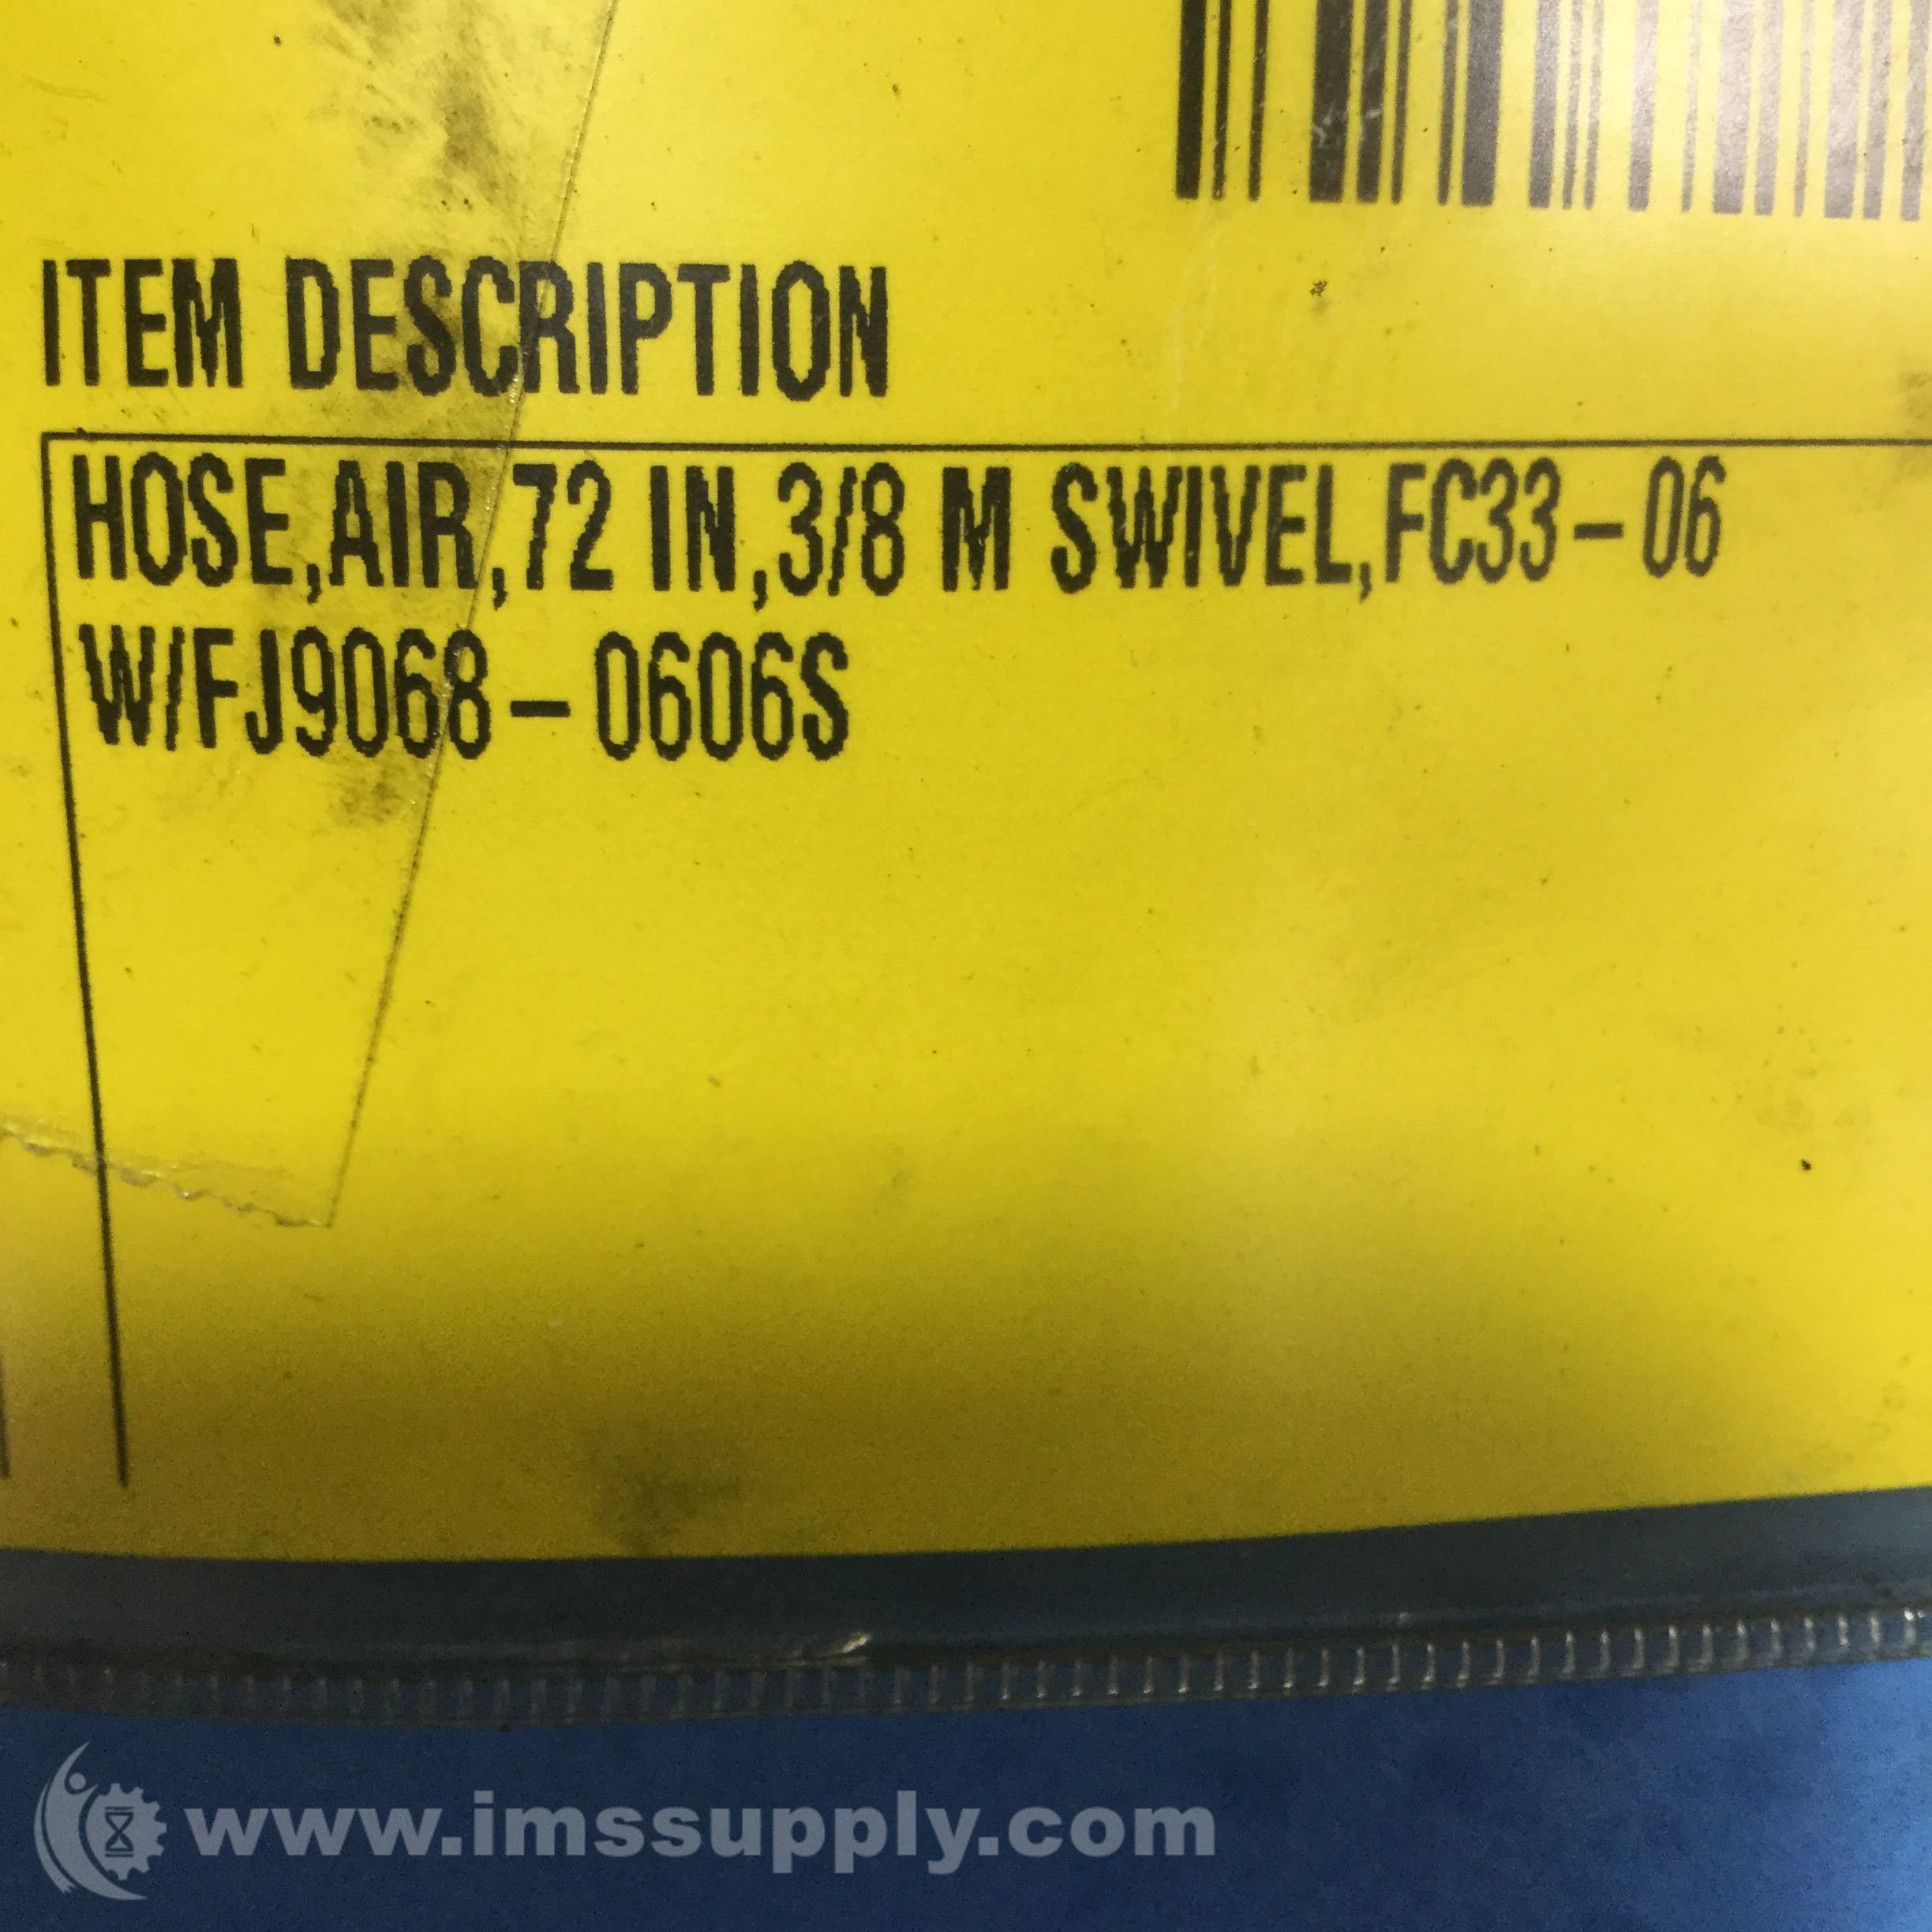 ITEM DESCRIPTION
HOSE,AIR,72 IN,3/8 M SWIVEL,FC33-06
W/FJ9068-0606S
www.imssupply.com